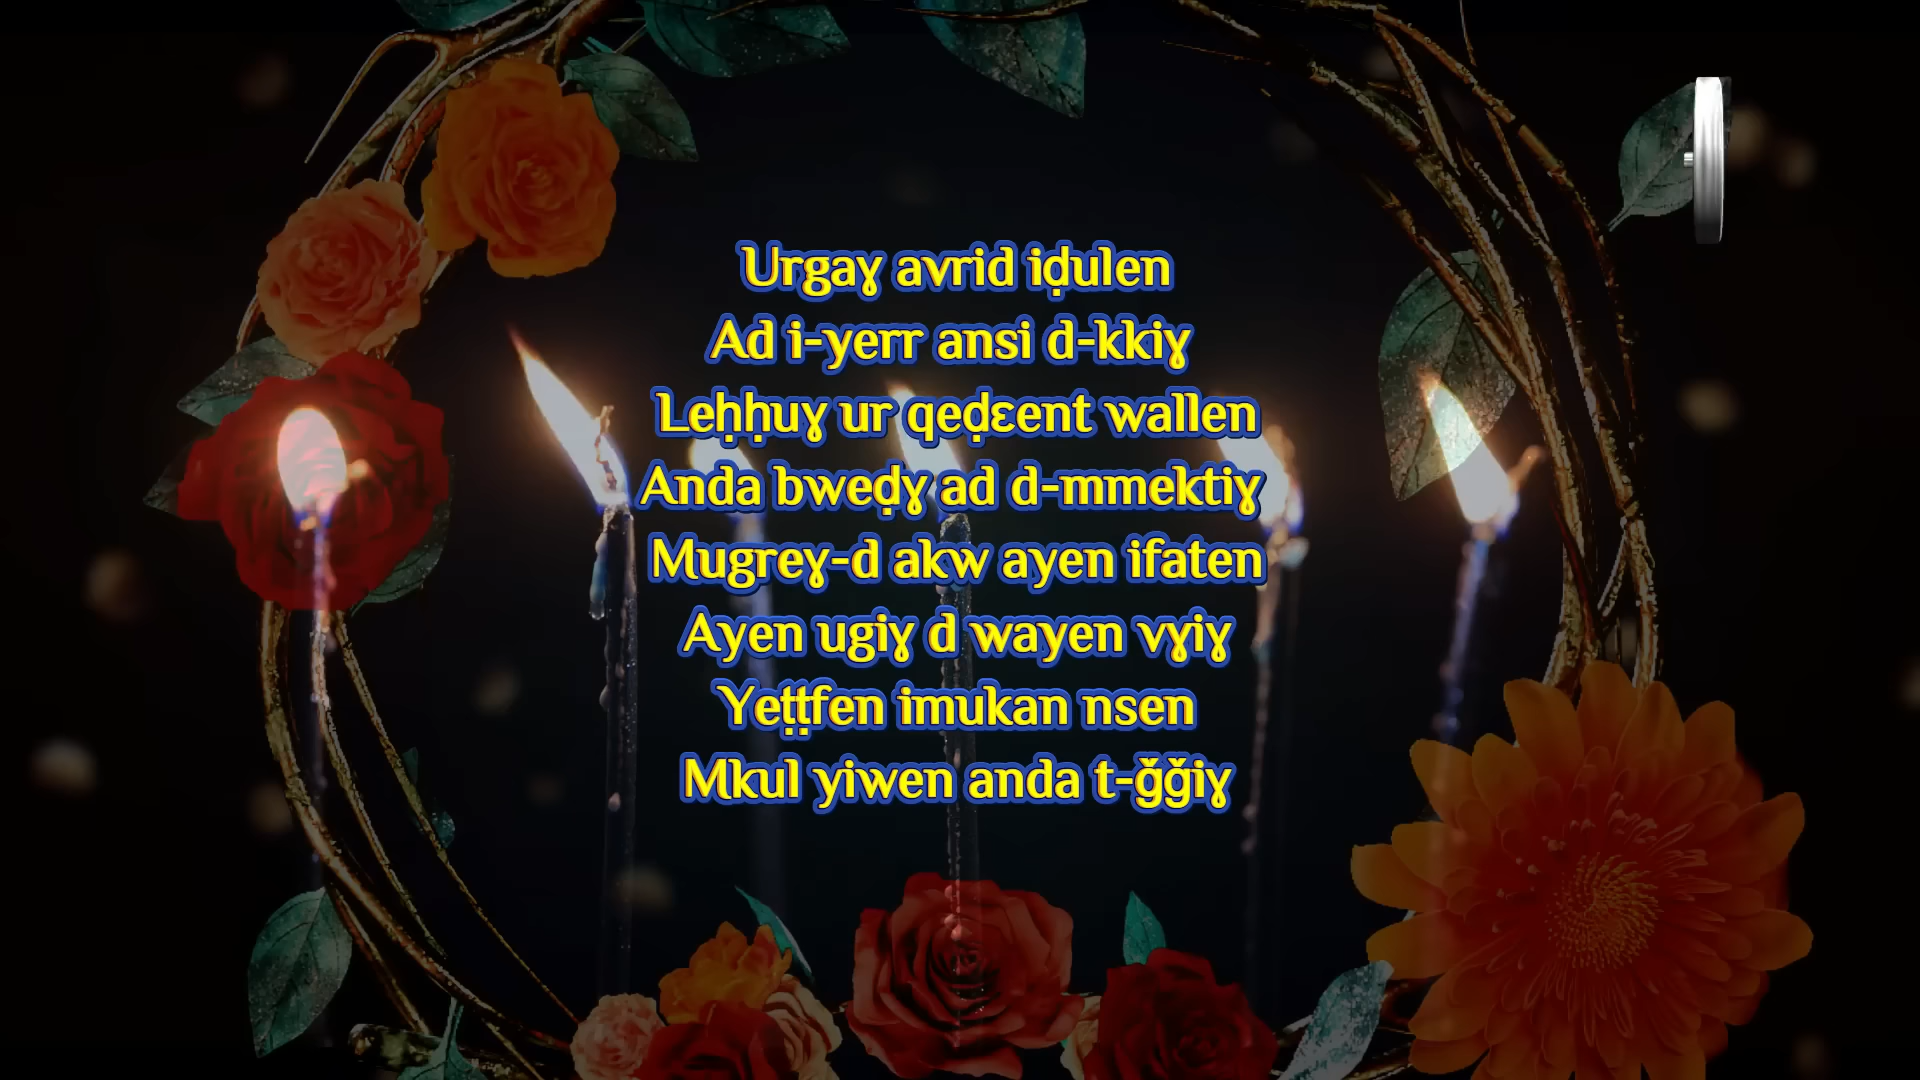 Urgaɣ avrid iḍulen
Ad i-yerr ansi d-kkiɣ
Leḥḥuɣ ur qeḍɛent wallen
Anda bweḍɣ ad d-mmektiɣ
Mugreɣ-d akw ayen ifaten
Ayen ugiɣ d wayen vɣiɣ
Yeṭṭfen imukan nsen
Mkul yiwen anda t-ǧǧiɣ